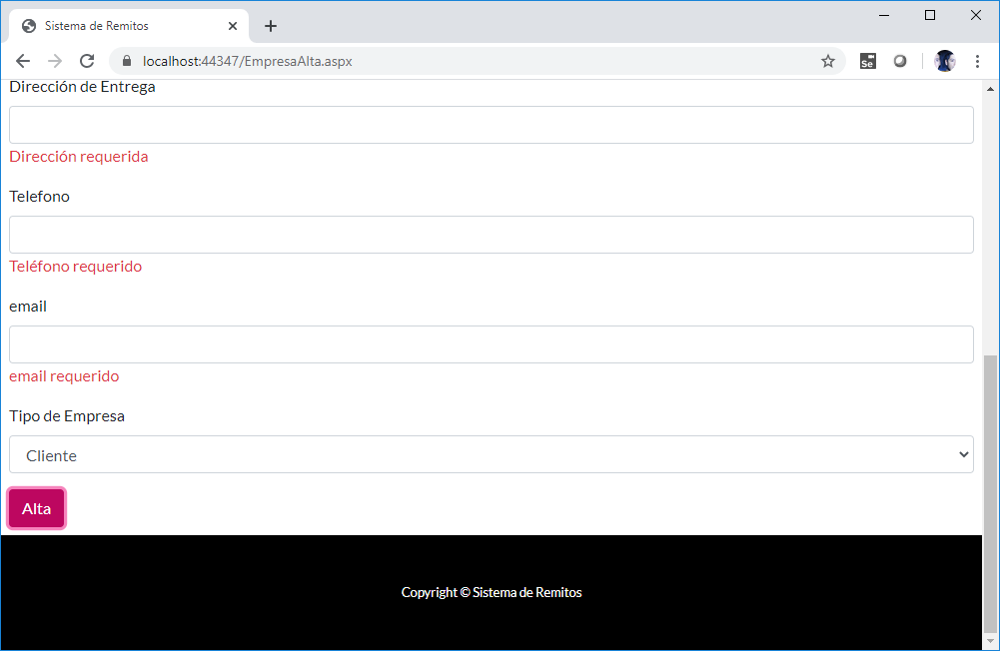 Sistema de Remitos
localhost:44347/EmpresaAlta.aspx
Se
Dirección de Entrega
Dirección requerida
Telefono
Teléfono requerido
email
email requerido
Tipo de Empresa
Cliente
Alta
Copyright © Sistema de Remitos